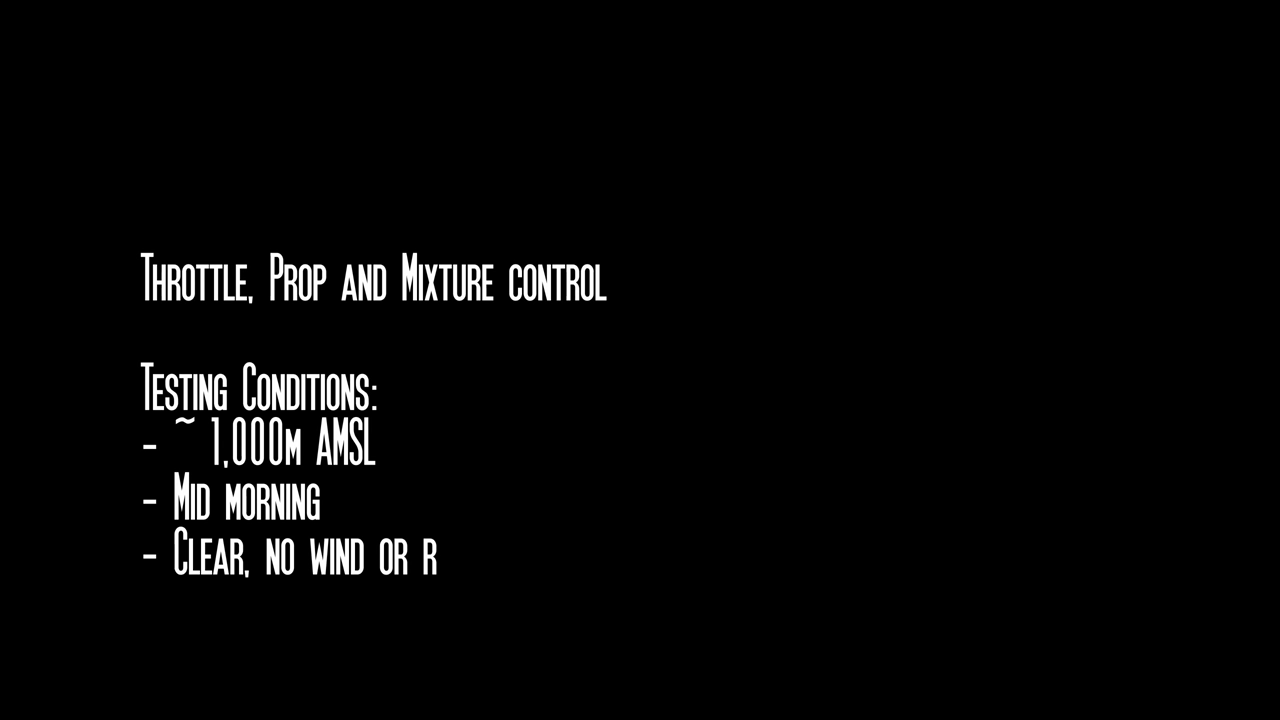 Throttle, Prop and Mixture control
Testing Conditions:
- ~ 1,000m AMSL
- Mid morning
- Clear, no wind or r